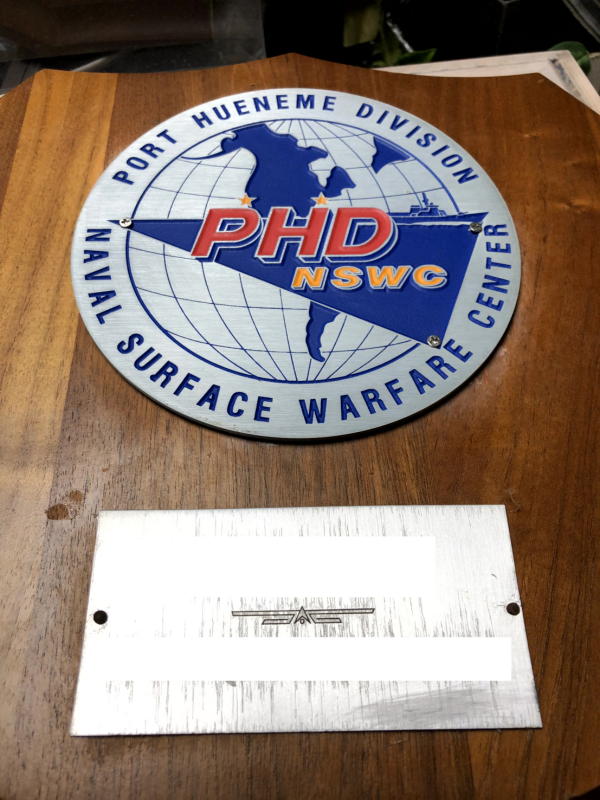 PORT HUENEME DIVISION
PHD
NSWC
NAVAL SURFACE WARFARE CENTER